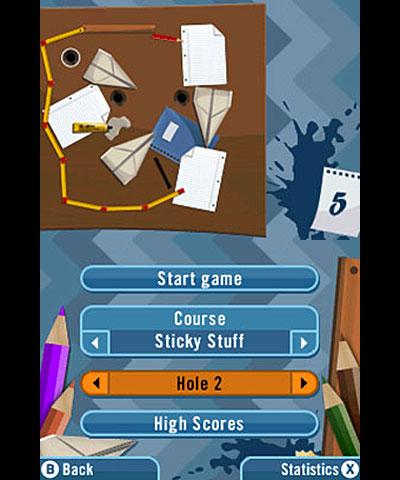 5
Start game
Course
Sticky Stuff
Hole 2
High Scores
B Back
Statistics X